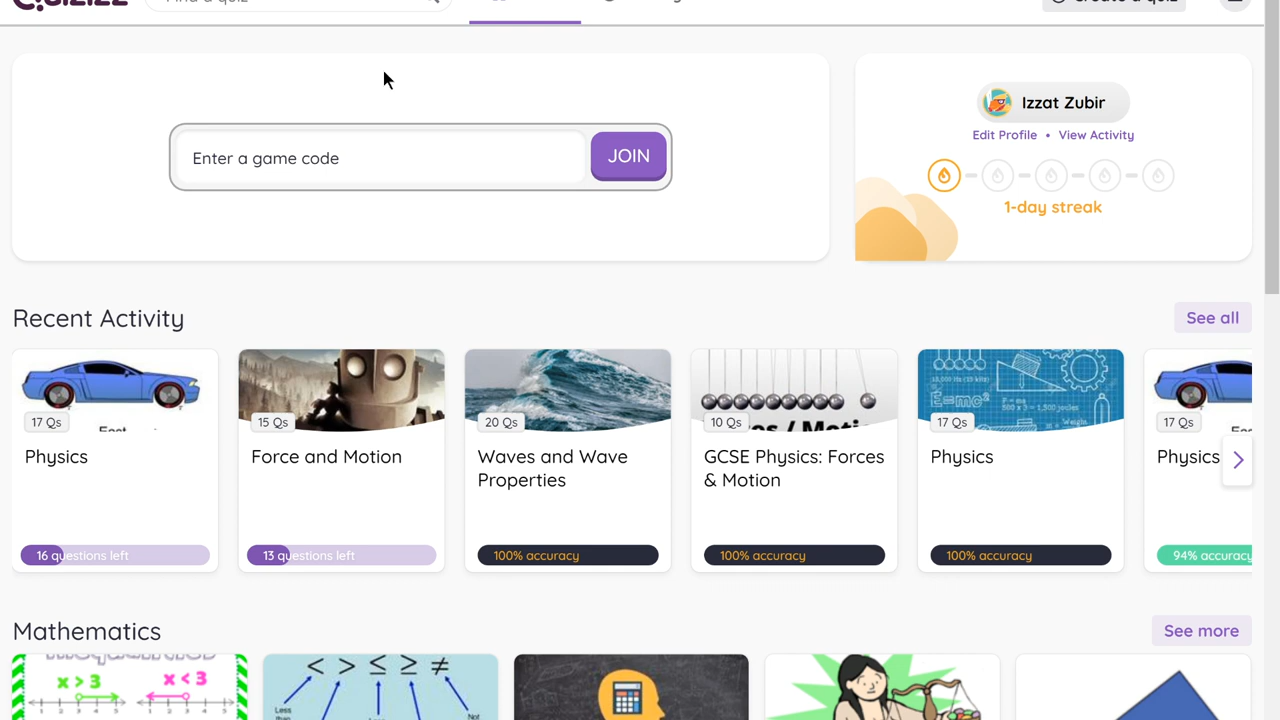 Izzat Zubir
Edit Profile • View Activity
Enter a game code
JOIN
1-day streak
Recent Activity
See all
17 Qs
15 Qs
20 Qs
10 Qs
17 Qs
17 Qs
Physics
Force and Motion
Waves and Wave
Properties
GCSE Physics: Forces
& Motion
Physics
Physics
16 questions left
13 questions left
100% accuracy
100% accuracy
100% accuracy
94% accuracy
Mathematics
See more
x > 3
x < 3
< > ≤ ≥ ≠
Less
Not